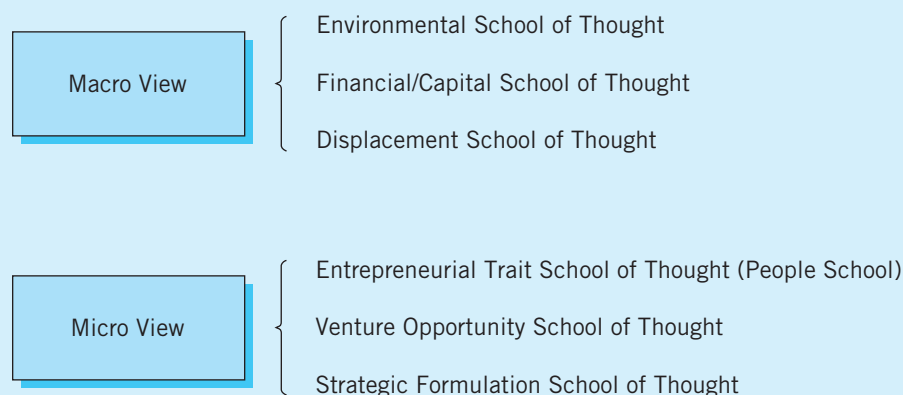 Macro View
Environmental School of Thought
Financial/Capital School of Thought
Displacement School of Thought
Micro View
Entrepreneurial Trait School of Thought (People School)
Venture Opportunity School of Thought
Strategic Formulation School of Thought